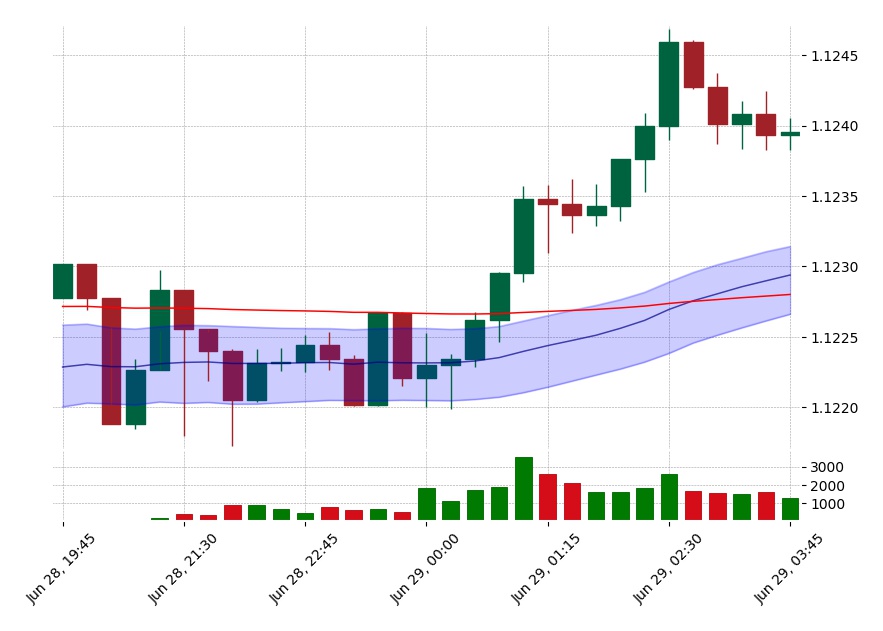 1.1245
1.1240
1.1235
1.1230
1.1225
1.1220
3000
2000
1000
Jun 28, 19:45
Jun 28, 21:30
Jun 28, 22:45
Jun 29, 00:00
Jun 29, 01:15
Jun 29, 02:30
Jun 29, 03:45